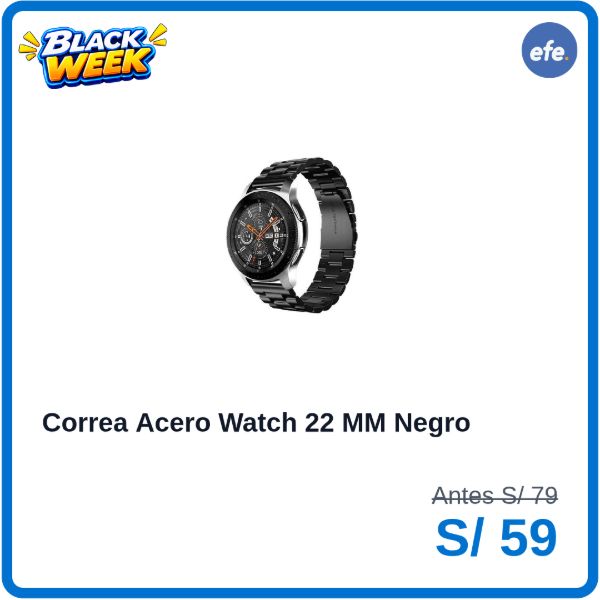 BLACK
WEEK
efe.
Correa Acero Watch 22 MM Negro
Antes S/ 79
S/ 59